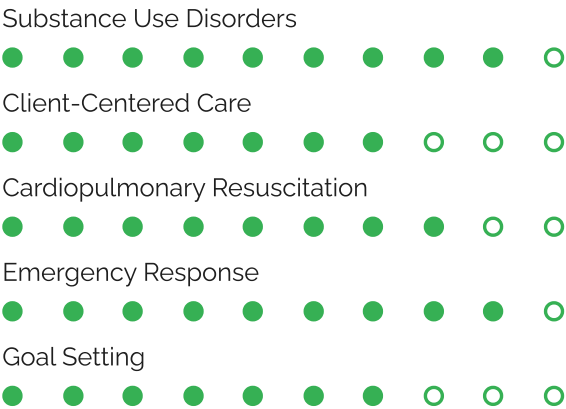 Substance Use Disorders
Client-Centered Care
Cardiopulmonary Resuscitation
Emergency Response
Goal Setting